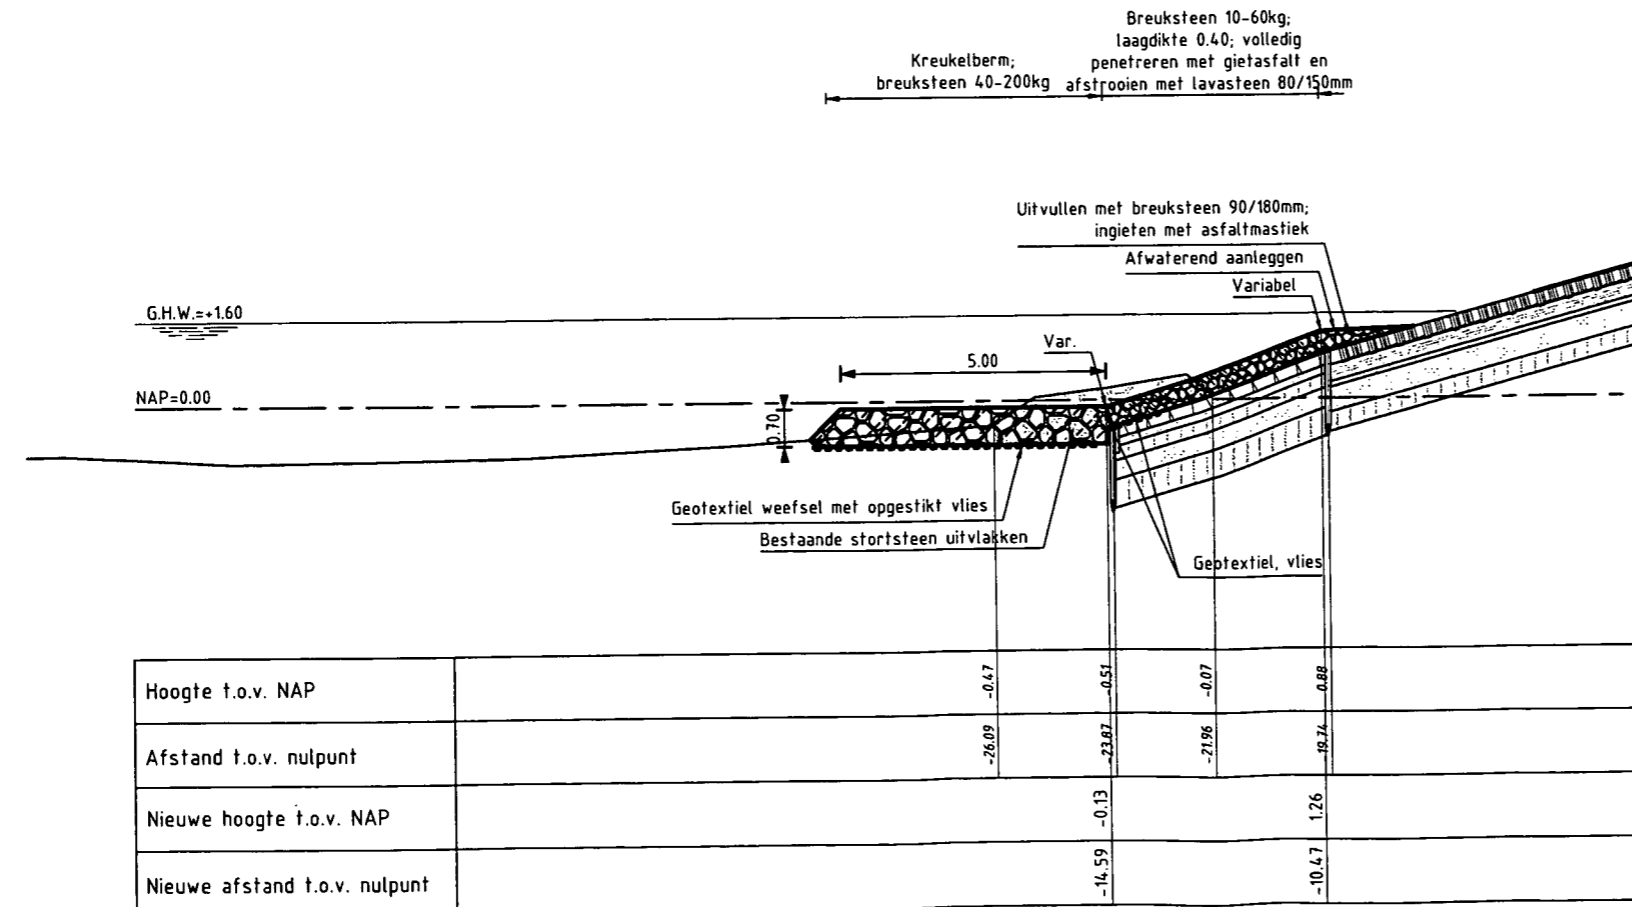 Breuksteen 10-60kg;
laagdikte 0.40; volledig
penetreren met gietasfalt en
afstrooien met lavasteen 80/150mm
Kreukelberm;
breuksteen 40-200kg
Uitvullen met breuksteen 90/180mm;
ingieten met asfaltmastiek
Afwaterend aanleggen
Variabel
G.H.W.=+1.60
Var.
5.00
NAP=0.00
0.70
Geotextiel weefsel met opgestikt vlies
Bestaande stortsteen uitvlakken
Geotextiel, vlies
Hoogte t.o.v. NAP
-0.47
-0.51
-0.07
0.88
Afstand t.o.v. nulpunt
-26.09
-23.87
-21.96
-19.74
Nieuwe hoogte t.o.v. NAP
-0.13
1.26
Nieuwe afstand t.o.v. nulpunt
-14.59
-10.47